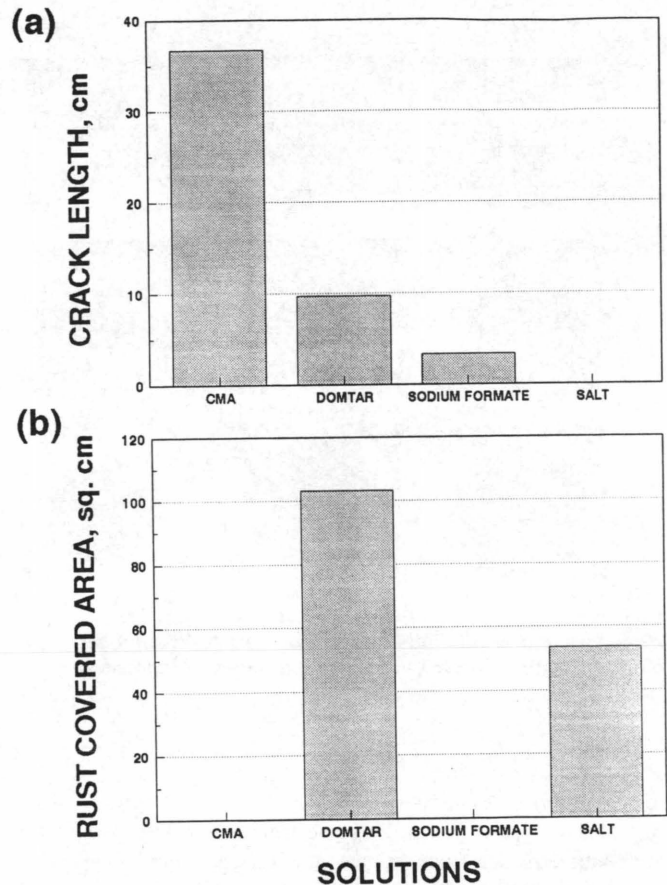 (a)
CRACK LENGTH, cm
40
30
20
10
0
CMA DOMTAR SODIUM FORMATE SALT
(b)
RUST COVERED AREA, sq. cm
120
100
80
60
40
20
0
CMA DOMTAR SODIUM FORMATE SALT
SOLUTIONS